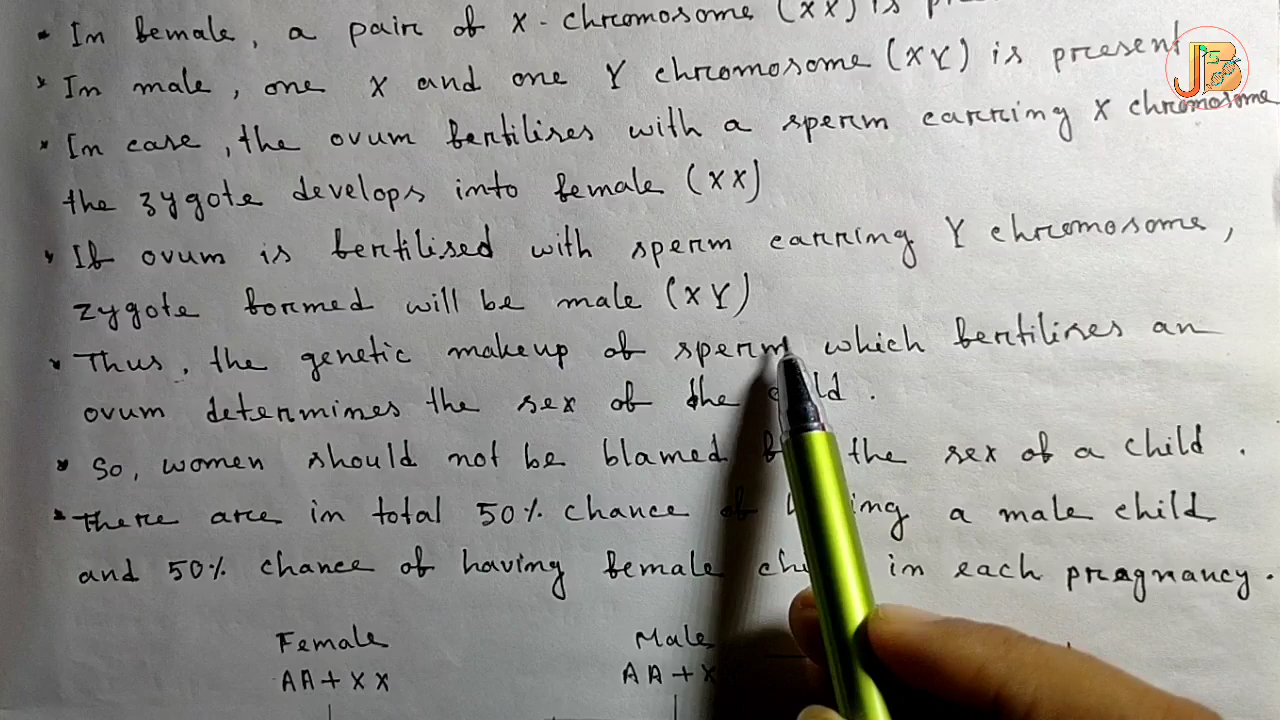 * In female, a pair of X-chromosome (XX) is
* In male, one X and one Y chromosome (XY) is present
* In case, the ovum fertilises with a sperm carrying X chromosome
the zygote develops into female (XX)
* If ovum is fertilised with sperm carrying Y chromosome,
zygote formed will be male (XY)
* Thus, the genetic makeup of sperm which fertilizes an
ovum determines the sex of the child.
* So, women should not be blamed the sex of a child.
* There are in total 50% chance of a male child
and 50% chance of having female in each pregnancy.
Female Male
AA+XX AA+X
JB